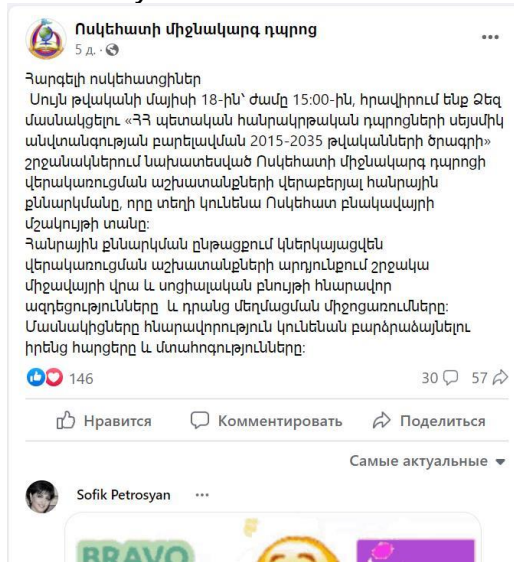 Ոսկեհատի միջնակարգ դպրոց
5 д. ·
Հարգելի ոսկեհատցիներ
Սույն թվականի մայիսի 18-ին՝ ժամը 15:00-ին, հրավիրում ենք Ձեզ
մասնակցելու «ՀՀ պետական հանրակրթական դպրոցների սեյսմիկ
անվտանգության բարելավման 2015-2035 թվականների ծրագրի»
շրջանակներում նախատեսված Ոսկեհատի միջնակարգ դպրոցի
վերակառուցման աշխատանքների վերաբերյալ հանրային
քննարկմանը, որը տեղի կունենա Ոսկեհատ բնակավայրի
մշակույթի տանը:
Հանրային քննարկման ընթացքում կներկայացվեն
վերակառուցման աշխատանքների արդյունքում շրջակա
միջավայրի վրա և սոցիալական բնույթի հնարավոր
ազդեցությունները և դրանց մեղմացման միջոցառումները:
Մասնակիցները հնարավորություն կունենան բարձրաձայնելու
իրենց հարցերը և մտահոգությունները:
146 30 57
Нравится Комментировать Поделиться
Самые актуальные
Sofik Petrosyan
BRAVO